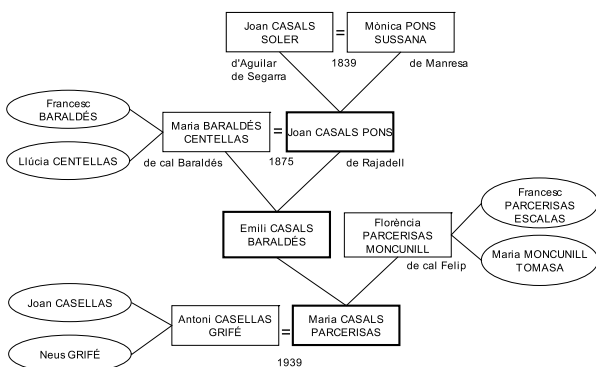 Joan CASALS
SOLER
=
Mònica PONS
SUSSANA
d'Aguilar
de Segarra
1839
de Manresa
Francesc
BARALDÉS
Llúcia CENTELLAS
Maria BARALDÉS
CENTELLAS
=
Joan CASALS PONS
de cal Baraldés
1875
de Rajadell
Emili CASALS
BARALDÉS
Florència
PARCERISAS
MONCUNILL
de cal Felip
Francesc
PARCERISAS
ESCALAS
Maria MONCUNILL
TOMASA
Joan CASELLAS
Neus GRIFÉ
Antoni CASELLAS
GRIFÉ
=
Maria CASALS
PARCERISAS
1939